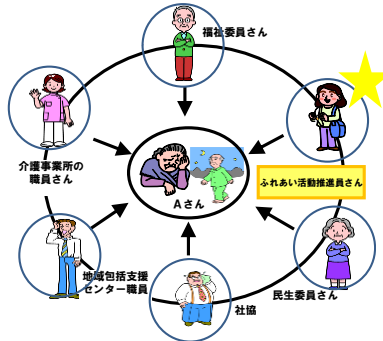 福祉委員さん
介護事業所の
職員さん
Aさん
ふれあい活動推進員さん
地域包括支援
センター職員
民生委員さん
社協